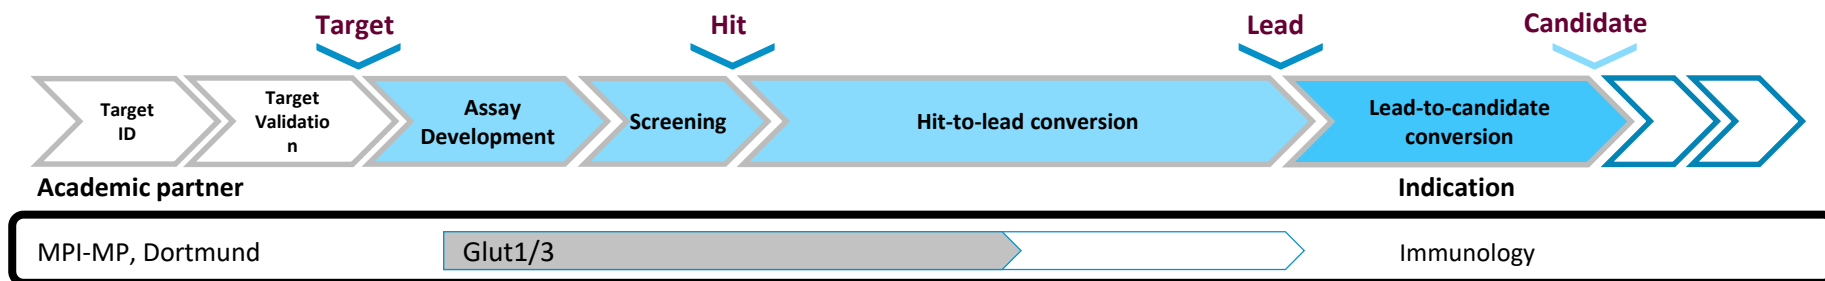 Target
Hit
Lead
Candidate
Target
ID
Target
Validatio
n
Assay
Development
Screening
Hit-to-lead conversion
Lead-to-candidate
conversion
Academic partner
Indication
MPI-MP, Dortmund
Glut1/3
Immunology